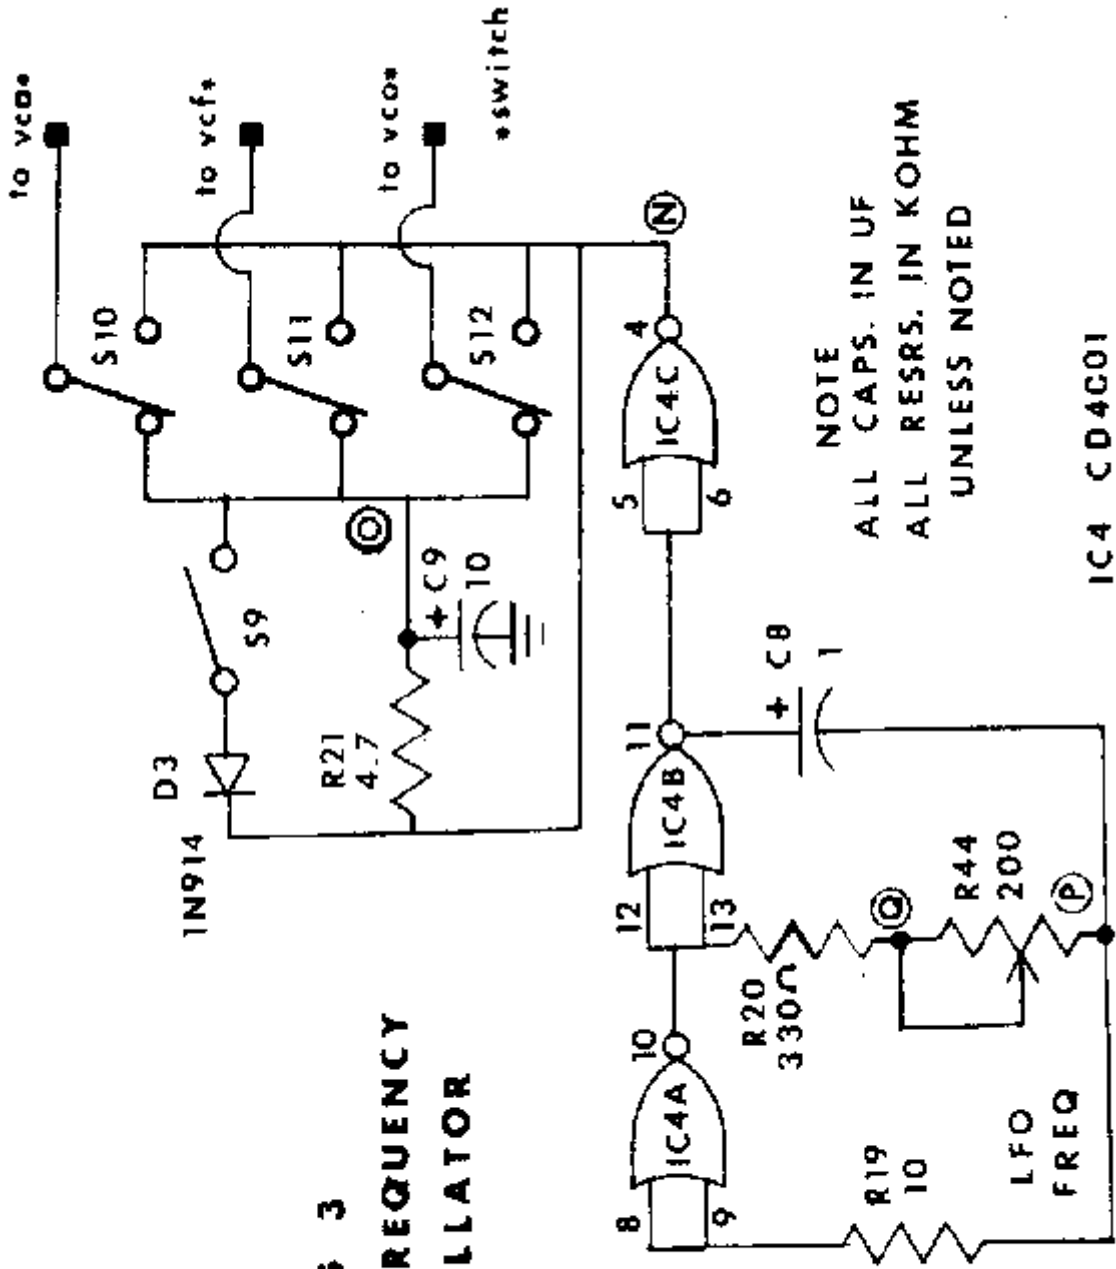 to vca*
to vcf*
to vco*
*switch
S10
S11
S12
S9
D3
1N914
R21
4.7
+ C9
10
O
N
4
IC4C
5
6
11
IC4B
12
13
+ C8
1
R20
330Ω
Q
R44
200
P
10
IC4A
8
9
R19
10
LFO
FREQ
3
REQUENCY
LLATOR
NOTE
ALL CAPS. IN UF
ALL RESRS. IN KOHM
UNLESS NOTED
IC4 CD4001